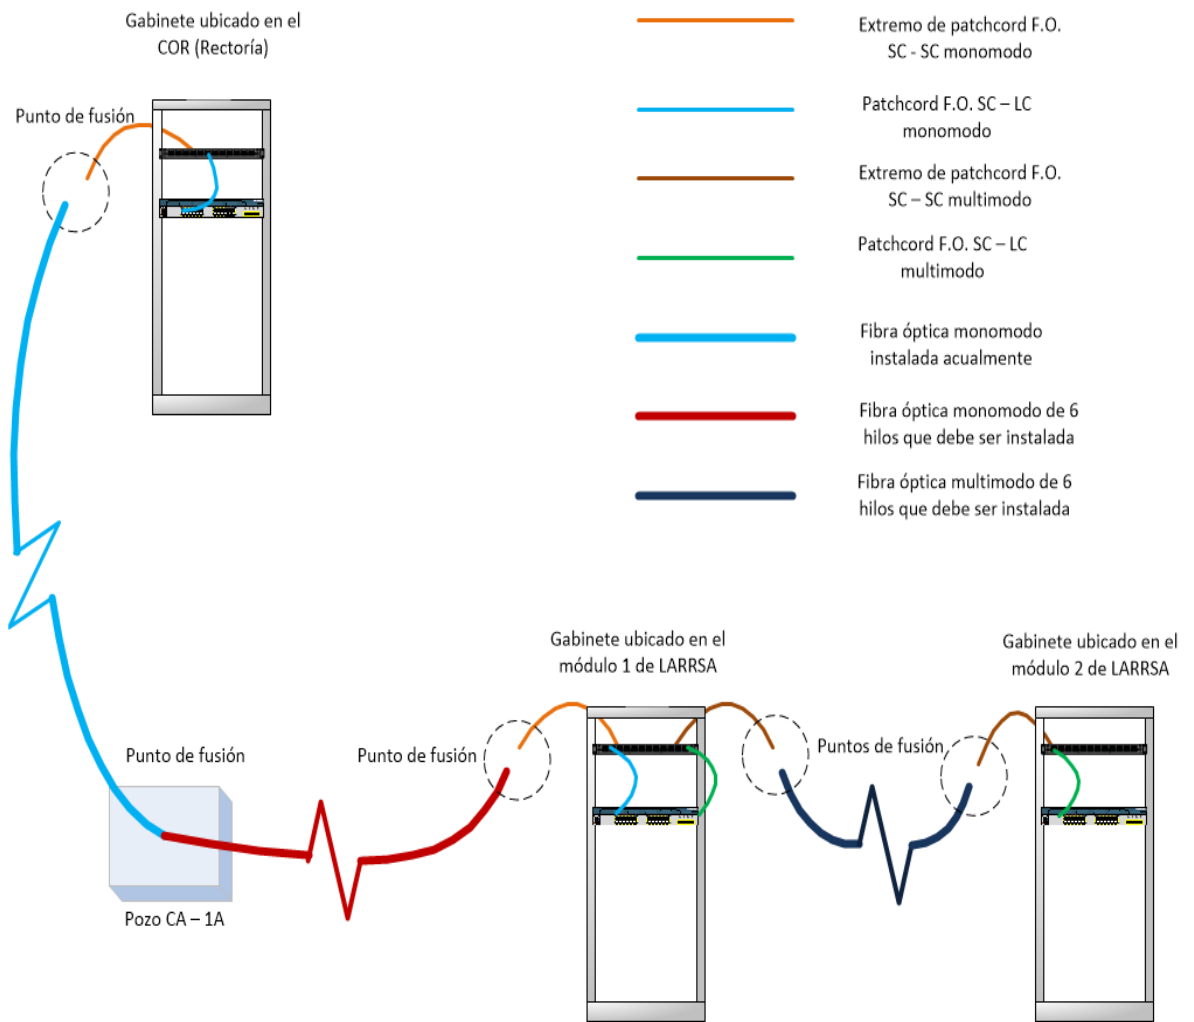 Gabinete ubicado en el
COR (Rectoría)
Punto de fusión
Extremo de patchcord F.O.
SC - SC monomodo
Patchcord F.O. SC – LC
monomodo
Extremo de patchcord F.O.
SC – SC multimodo
Patchcord F.O. SC – LC
multimodo
Fibra óptica monomodo
instalada acualmente
Fibra óptica monomodo de 6
hilos que debe ser instalada
Fibra óptica multimodo de 6
hilos que debe ser instalada
Gabinete ubicado en el
módulo 1 de LARRSA
Gabinete ubicado en el
módulo 2 de LARRSA
Punto de fusión
Punto de fusión
Puntos de fusión
Pozo CA – 1A